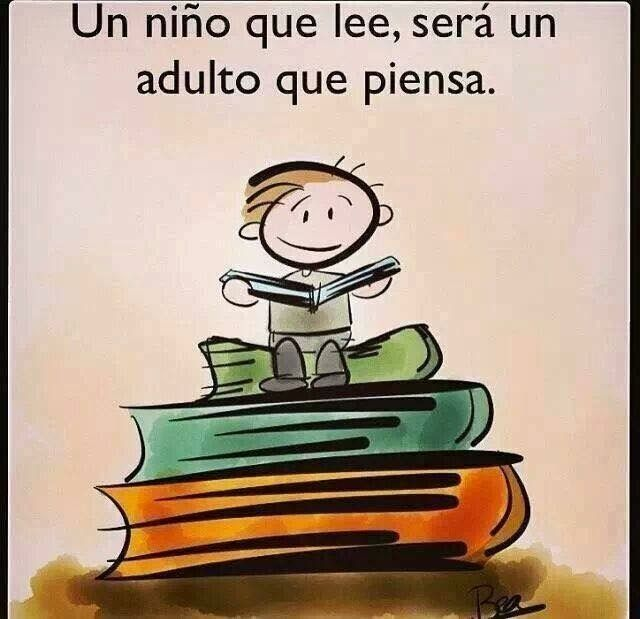 Un niño que lee, será un
adulto que piensa.
Bea